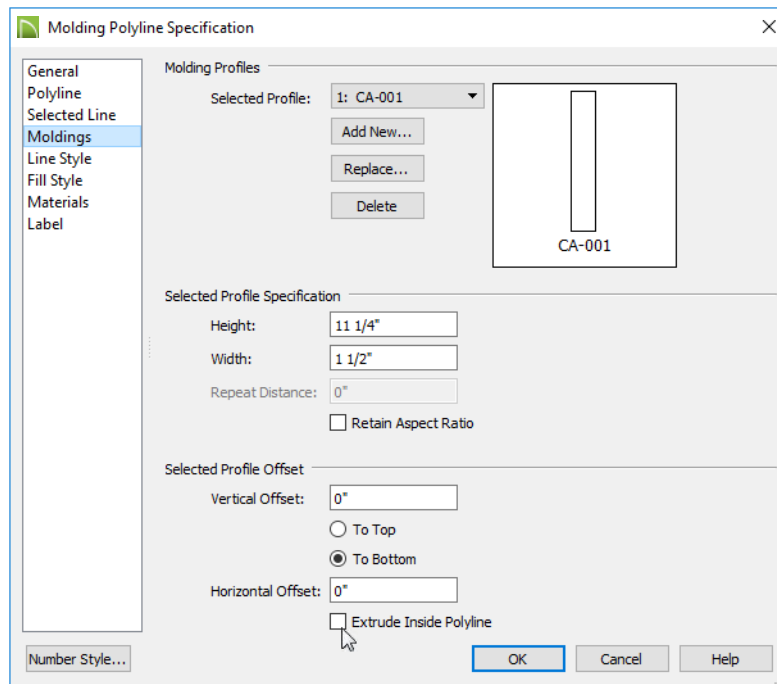 Molding Polyline Specification
General
Polyline
Selected Line
Moldings
Line Style
Fill Style
Materials
Label
Molding Profiles
Selected Profile: 1: CA-001
Add New...
Replace...
Delete
CA-001
Selected Profile Specification
Height: 11 1/4"
Width: 1 1/2"
Repeat Distance: 0"
Retain Aspect Ratio
Selected Profile Offset
Vertical Offset: 0"
To Top
To Bottom
Horizontal Offset: 0"
Extrude Inside Polyline
Number Style... OK Cancel Help